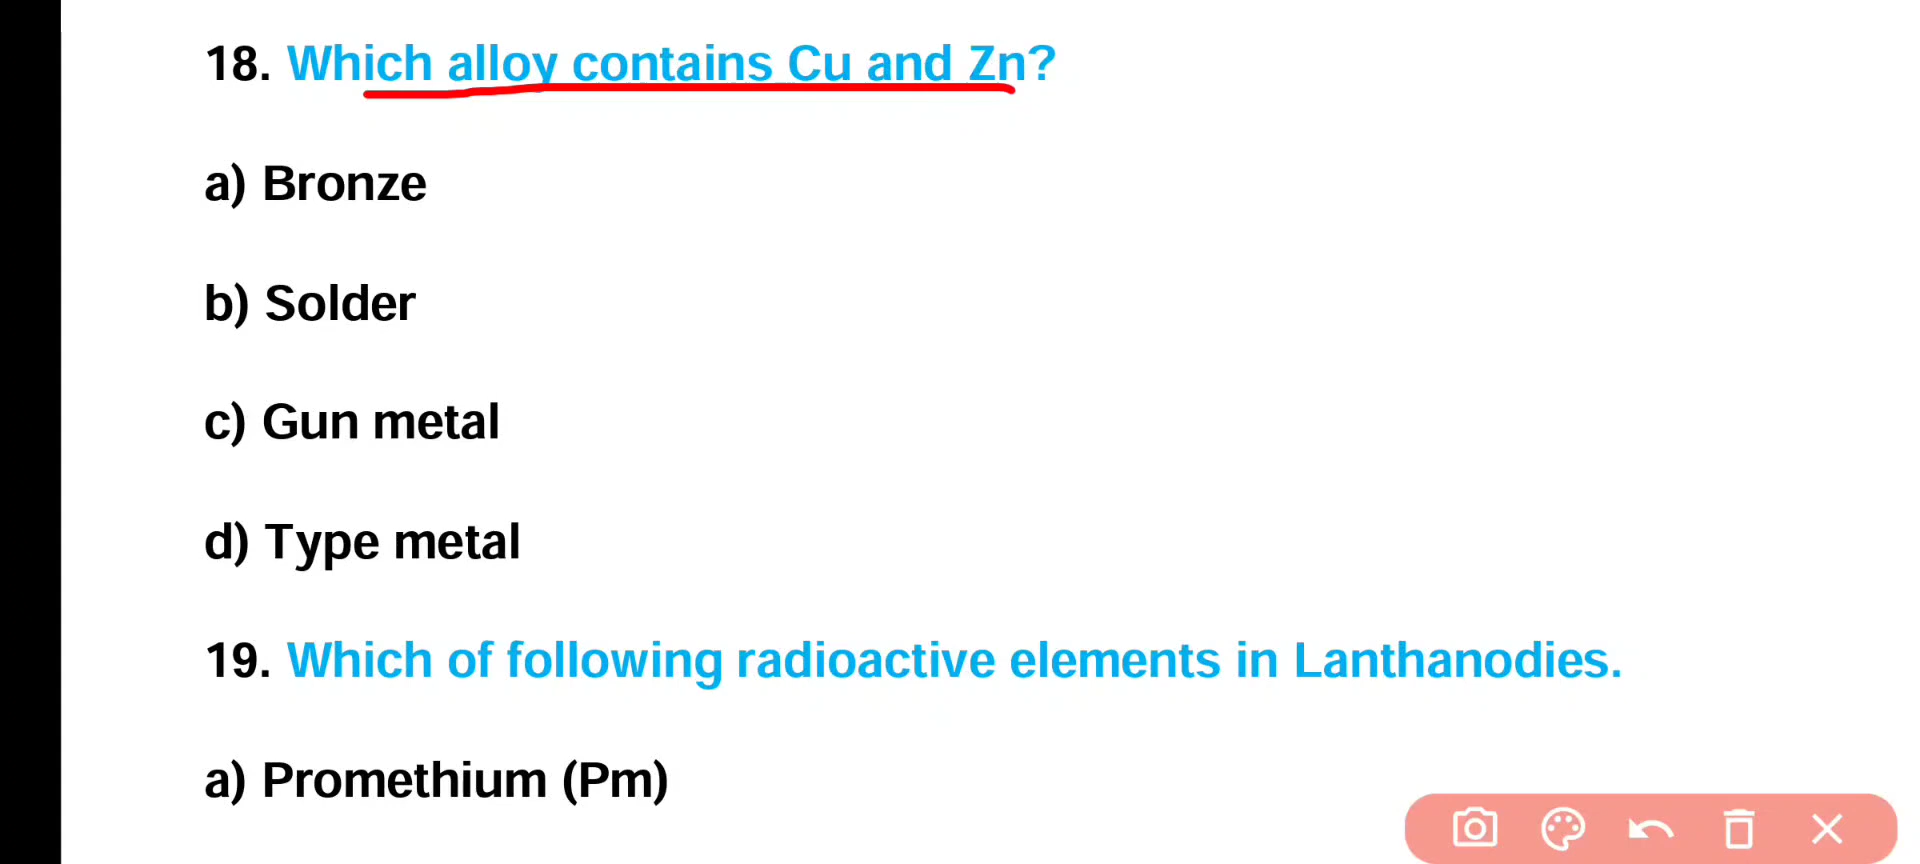 18. Which alloy contains Cu and Zn?
a) Bronze
b) Solder
c) Gun metal
d) Type metal
19. Which of following radioactive elements in Lanthanodies.
a) Promethium (Pm)